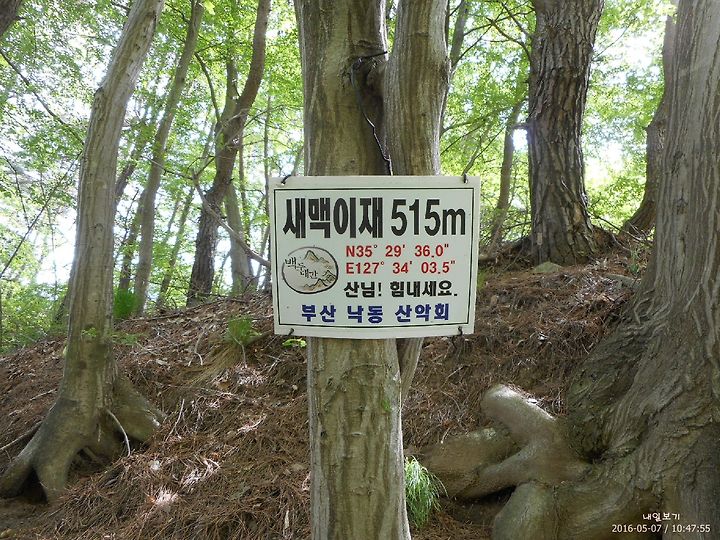 새맥이재 515m
N35° 29' 36.0"
E127° 34' 03.5"
백두
대간
산님! 힘내세요.
부산 낙동 산악회
내일보기
2016-05-07 / 10:47:55